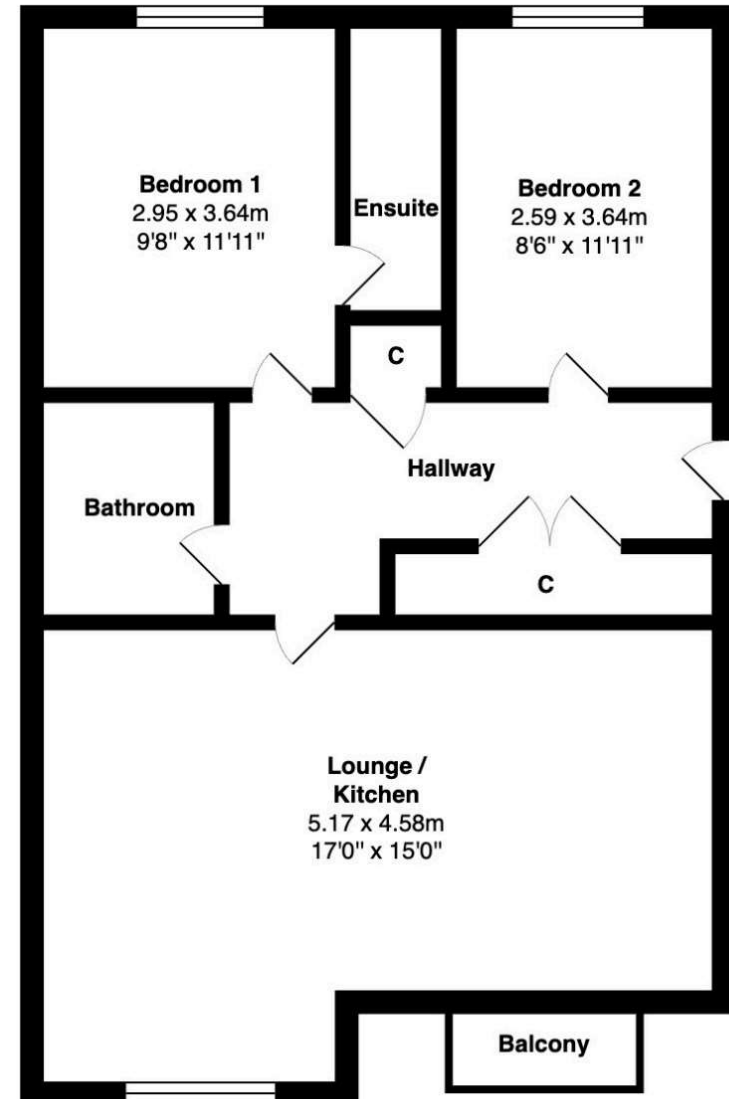 Bedroom 1
2.95 x 3.64m
9'8" x 11'11"
Ensuite
Bedroom 2
2.59 x 3.64m
8'6" x 11'11"
C
Hallway
Bathroom
C
Lounge /
Kitchen
5.17 x 4.58m
17'0" x 15'0"
Balcony